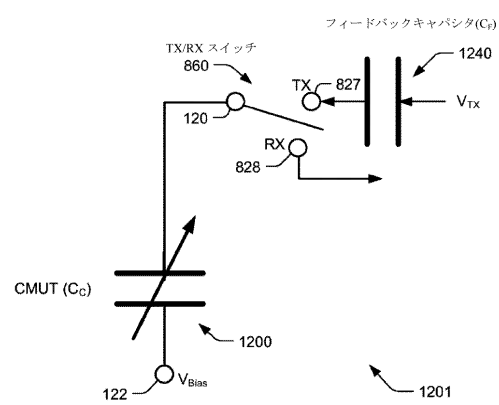 フィードバックキャパシタ(CF)
TX/RX スイッチ
860
1240
TX
827
120
VTX
RX
828
CMUT (CC)
1200
122
VBias
1201